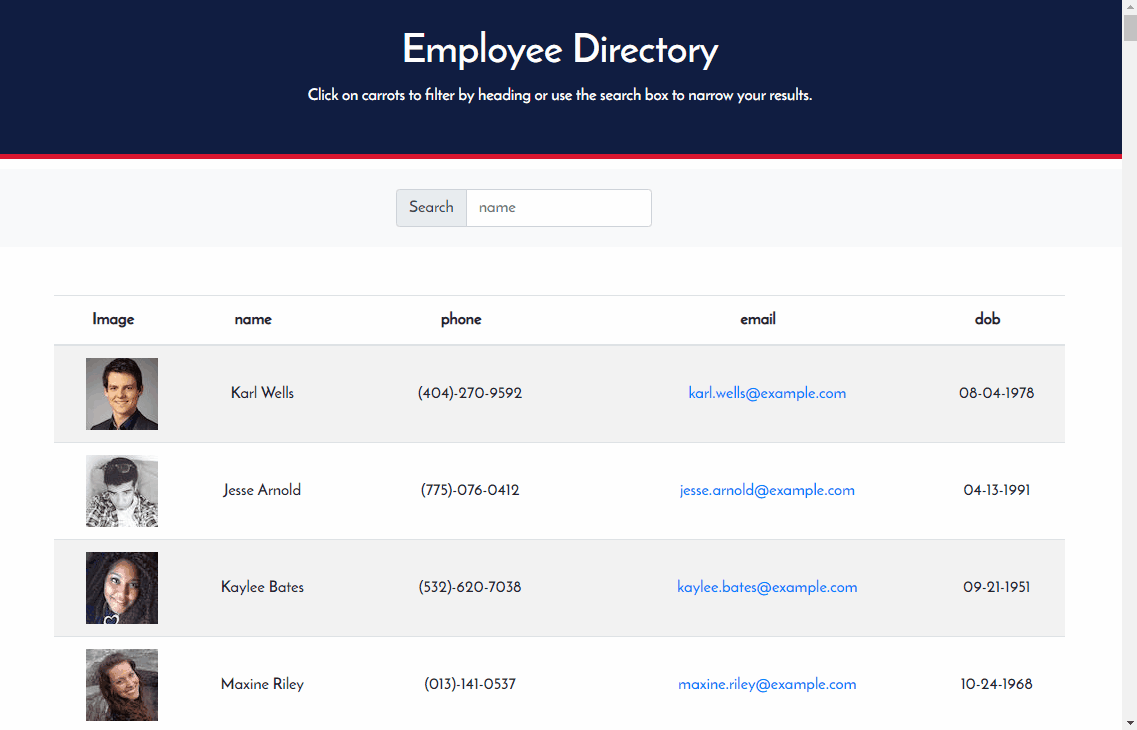 Employee Directory
Click on carrots to filter by heading or use the search box to narrow your results.
Search name
Image name phone email dob
Karl Wells (404)-270-9592 karl.wells@example.com 08-04-1978
Jesse Arnold (775)-076-0412 jesse.arnold@example.com 04-13-1991
Kaylee Bates (532)-620-7038 kaylee.bates@example.com 09-21-1951
Maxine Riley (013)-141-0537 maxine.riley@example.com 10-24-1968